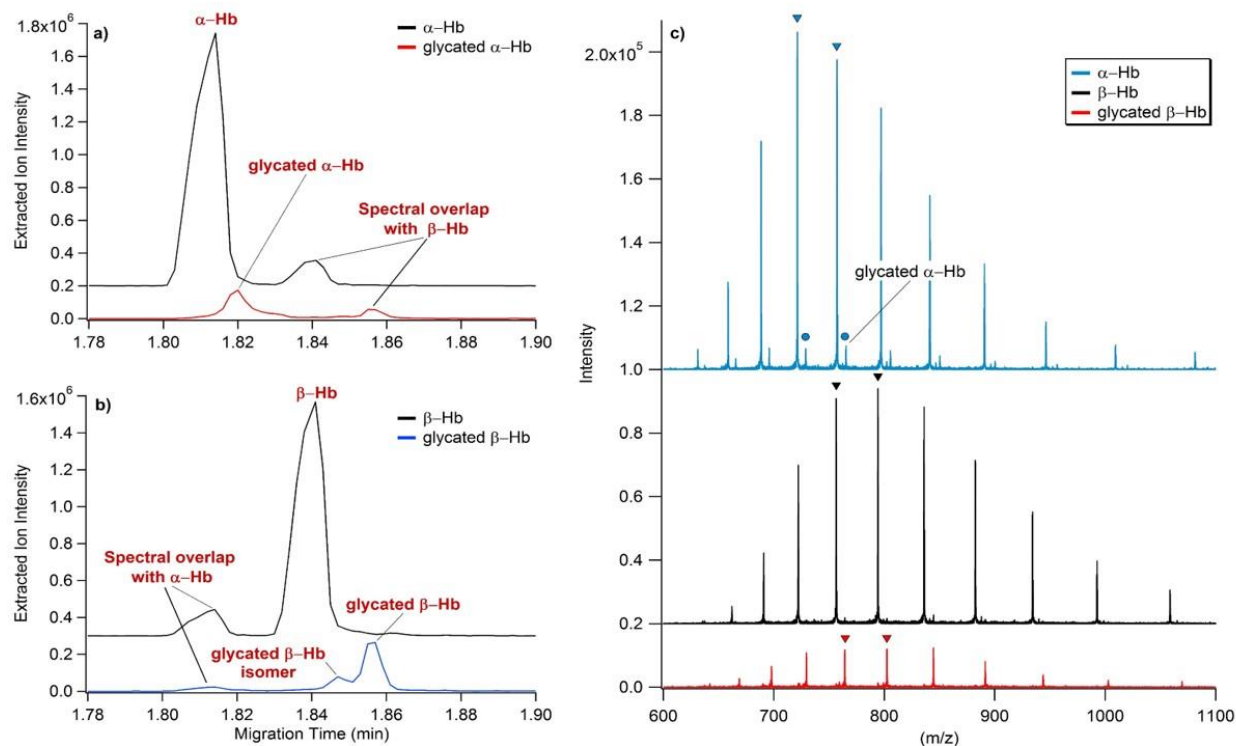 a)
1.8x10⁶
1.6
1.4
1.2
1.0
0.8
0.6
0.4
0.2
0.0
Extracted Ion Intensity
α–Hb
α–Hb
glycated α–Hb
glycated α–Hb
Spectral overlap
with β–Hb
1.78 1.80 1.82 1.84 1.86 1.88 1.90
b)
1.6x10⁶
1.4
1.2
1.0
0.8
0.6
0.4
0.2
0.0
Extracted Ion Intensity
β–Hb
β–Hb
glycated β–Hb
Spectral overlap
with α–Hb
glycated β–Hb
glycated β–Hb
isomer
1.78 1.80 1.82 1.84 1.86 1.88 1.90
Migration Time (min)
c)
2.0x10⁵
1.8
1.6
1.4
1.2
1.0
0.8
0.6
0.4
0.2
0.0
Intensity
α–Hb
β–Hb
glycated β–Hb
glycated α–Hb
600 700 800 900 1000 1100
(m/z)